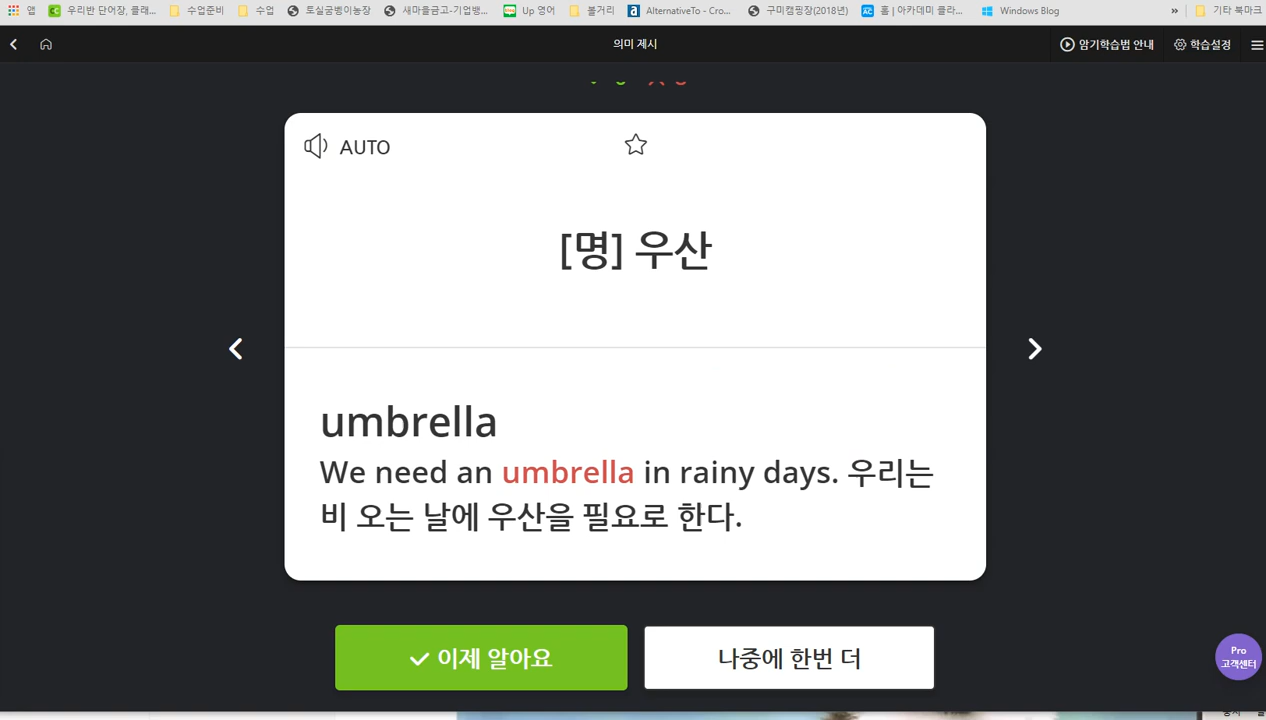 앱 우리반 단어장, 클래... 수업준비 수업 토실굼벵이농장 새마을금고-기업뱅... Up 영어 볼거리 AlternativeTo - Cro... 구미캠핑장(2018년) 홈 | 아카데미 클라... Windows Blog » 기타 북마크
의미 제시 암기학습법 안내 학습설정
AUTO
[명] 우산
umbrella
We need an umbrella in rainy days. 우리는
비 오는 날에 우산을 필요로 한다.
이제 알아요 나중에 한번 더
Pro
고객센터